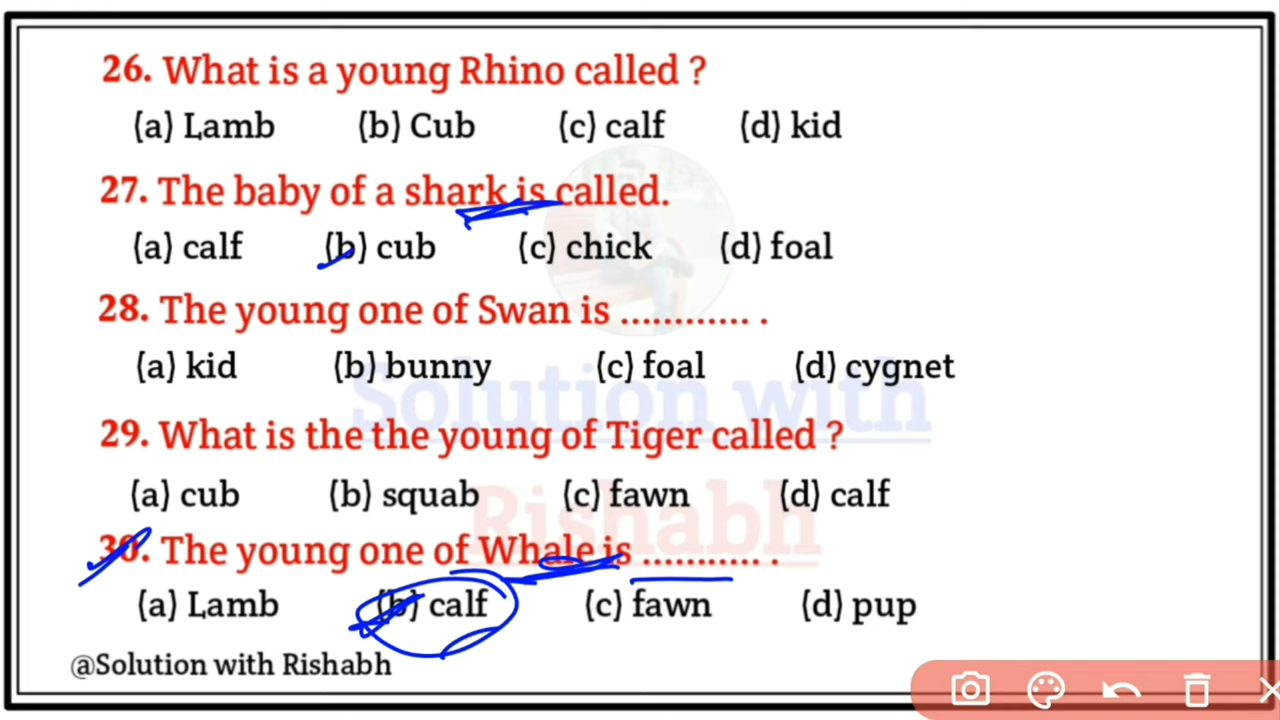 26. What is a young Rhino called ?
(a) Lamb (b) Cub (c) calf (d) kid
27. The baby of a shark is called.
(a) calf (b) cub (c) chick (d) foal
28. The young one of Swan is ............ .
(a) kid (b) bunny (c) foal (d) cygnet
Solution with
29. What is the the young of Tiger called ?
(a) cub (b) squab (c) fawn (d) calf
Rishabh
30. The young one of Whale is ........... .
(a) Lamb (b) calf (c) fawn (d) pup
@Solution with Rishabh